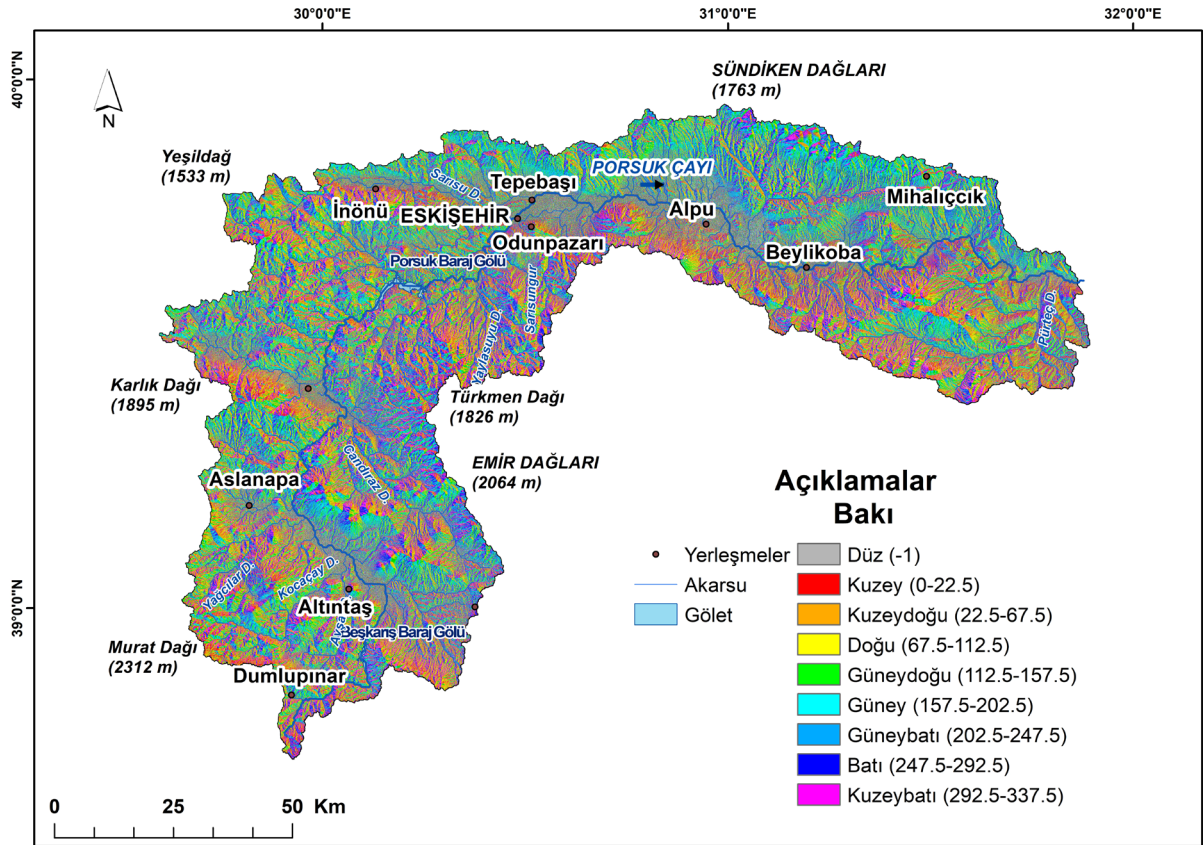 30°0'0"E
31°0'0"E
32°0'0"E
40°0'0"N
39°0'0"N
N
SÜNDİKEN DAĞLARI
(1763 m)
Yeşildağ
(1533 m)
Sarısu D.
Tepebaşı
PORSUK ÇAYI
Mihalıçcık
İnönü
ESKİŞEHİR
Alpu
Odunpazarı
Beylikoba
Porsuk Baraj Gölü
Sarısungur
Yaylasuyu D.
Pürteç D.
Karlık Dağı
(1895 m)
Türkmen Dağı
(1826 m)
Candıraz D.
EMİR DAĞLARI
(2064 m)
Aslanapa
Yağcılar D.
Kocaçay D.
Altıntaş
Beşkarış Baraj Gölü
Murat Dağı
(2312 m)
Dumlupınar
Açıklamalar
Bakı
Yerleşmeler
Akarsu
Gölet
Düz (-1)
Kuzey (0-22.5)
Kuzeydoğu (22.5-67.5)
Doğu (67.5-112.5)
Güneydoğu (112.5-157.5)
Güney (157.5-202.5)
Güneybatı (202.5-247.5)
Batı (247.5-292.5)
Kuzeybatı (292.5-337.5)
0 25 50 Km